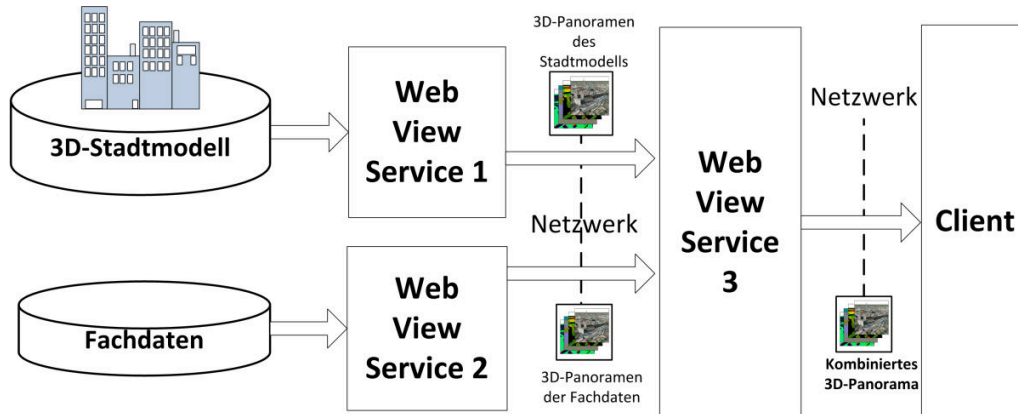 3D-Stadtmodell
Web
View
Service 1
3D-Panoramen
des
Stadtmodells
Netzwerk
Fachdaten
Web
View
Service 2
3D-Panoramen
der Fachdaten
Web
View
Service
3
Netzwerk
Kombiniertes
3D-Panorama
Client